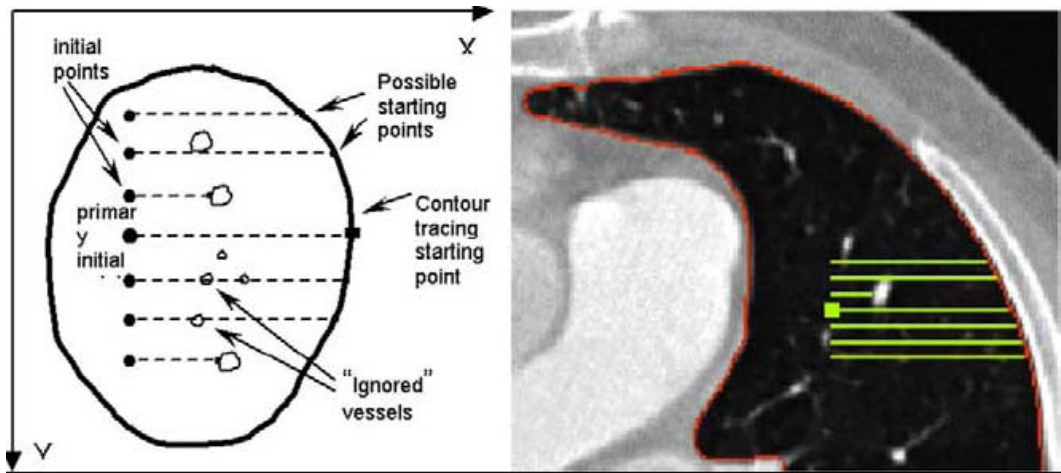 X
initial
points
Possible
starting
points
primar
y
initial
Contour
tracing
starting
point
"Ignored"
vessels
Y